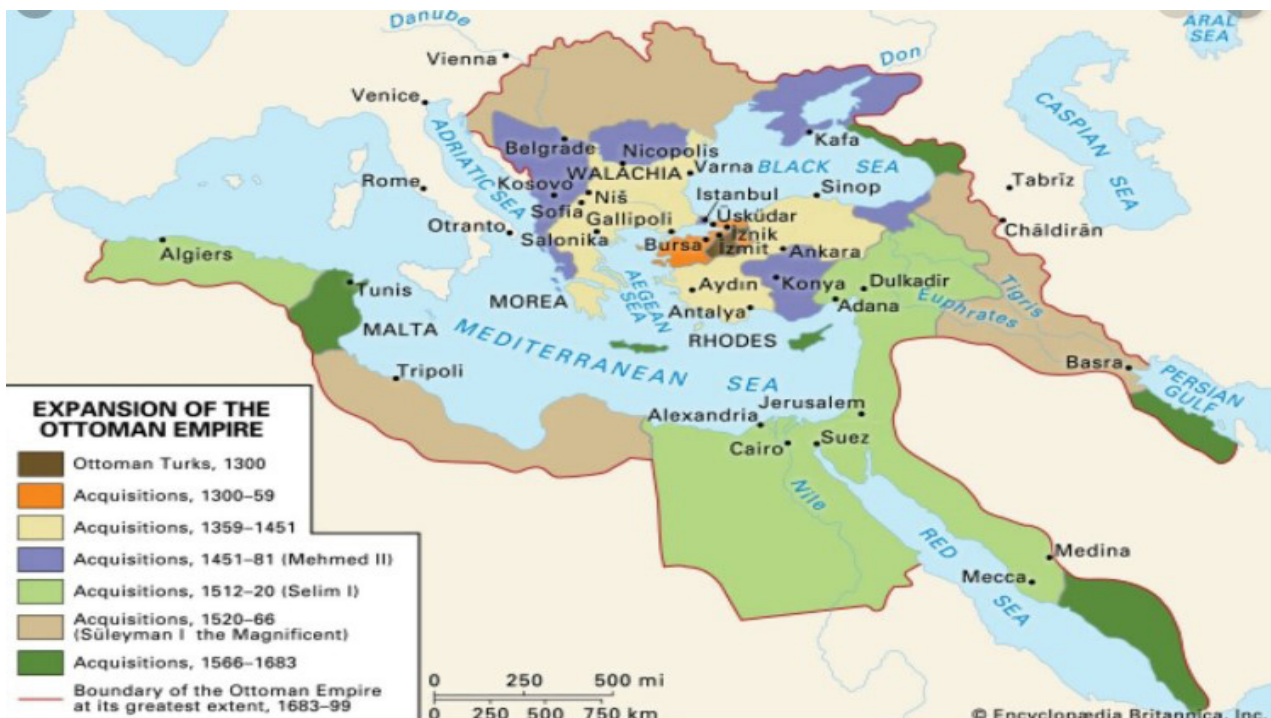 Danube
Vienna
Don
ARAL
SEA
Venice
ADRIATIC SEA
Belgrade
Nicopolis
WALACHIA
Varna
BLACK SEA
Kafa
CASPIAN
SEA
Rome
Kosovo
Niš
Sofia
Istanbul
Sinop
Tabrīz
Otranto
Gallipoli
Üsküdar
İznik
Chāldirān
Salonika
Bursa
İzmit
Ankara
Algiers
Tunis
MOREA
AEGEAN
SEA
Aydın
Konya
Dulkadir
Adana
Antalya
Euphrates
Tigris
MALTA
MEDITERRANEAN SEA
RHODES
Basra
PERSIAN
GULF
Tripoli
Alexandria
Jerusalem
Cairo
Suez
Nile
RED
SEA
Medina
Mecca
EXPANSION OF THE
OTTOMAN EMPIRE
Ottoman Turks, 1300
Acquisitions, 1300–59
Acquisitions, 1359–1451
Acquisitions, 1451–81 (Mehmed II)
Acquisitions, 1512–20 (Selim I)
Acquisitions, 1520–66
(Süleyman I the Magnificent)
Acquisitions, 1566–1683
Boundary of the Ottoman Empire
at its greatest extent, 1683–99
0 250 500 mi
0 250 500 750 km
© Encyclopædia Britannica, Inc.